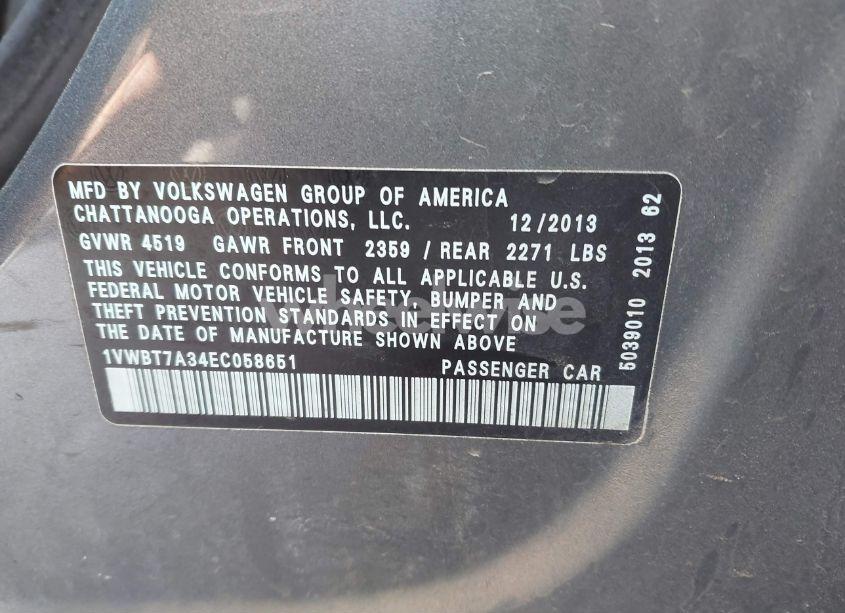 MFD BY VOLKSWAGEN GROUP OF AMERICA
CHATTANOOGA OPERATIONS, LLC. 12/2013
GVWR 4519 GAWR FRONT 2359 / REAR 2271 LBS
THIS VEHICLE CONFORMS TO ALL APPLICABLE U.S.
FEDERAL MOTOR VEHICLE SAFETY, BUMPER AND
THEFT PREVENTION STANDARDS IN EFFECT ON
THE DATE OF MANUFACTURE SHOWN ABOVE
1VWBT7A34EC058651 PASSENGER CAR
5039010 2013 62